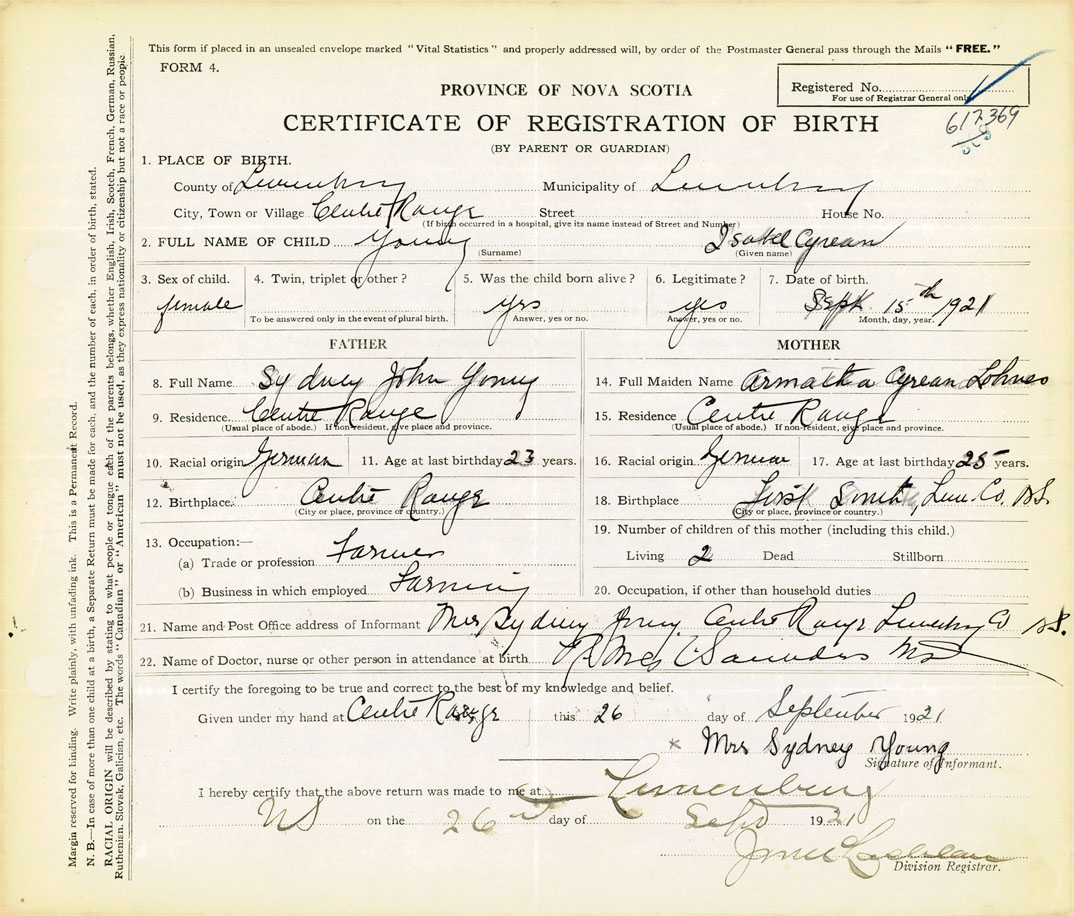 This form if placed in an unsealed envelope marked "Vital Statistics" and properly addressed will, by order of the Postmaster General pass through the Mails "FREE."
FORM 4.
PROVINCE OF NOVA SCOTIA
Registered No.
For use of Registrar General only
617369
CERTIFICATE OF REGISTRATION OF BIRTH
(BY PARENT OR GUARDIAN)
1. PLACE OF BIRTH.
County of Lunenburg Municipality of Lunenburg
City, Town or Village Centre Range Street House No.
(If birth occurred in a hospital, give its name instead of Street and Number)
2. FULL NAME OF CHILD Young Isabel Cyrean
(Surname) (Given name)
3. Sex of child. 4. Twin, triplet or other? 5. Was the child born alive? 6. Legitimate? 7. Date of birth.
female yes yes Sept. 15th 1921
To be answered only in the event of plural birth. Answer, yes or no. Answer, yes or no. Month, day, year.
FATHER MOTHER
8. Full Name Sydney John Young 14. Full Maiden Name Armatha Cyrean Lohnes
9. Residence Centre Range 15. Residence Centre Range
(Usual place of abode.) If non-resident, give place and province. (Usual place of abode.) If non-resident, give place and province.
10. Racial origin German 11. Age at last birthday 23 years. 16. Racial origin German 17. Age at last birthday 25 years.
12. Birthplace Centre Range 18. Birthplace First South, Lun. Co. N.S.
(City or place, province or country.) (City or place, province or country.)
13. Occupation:— 19. Number of children of this mother (including this child.)
(a) Trade or profession Farmer Living 2 Dead Stillborn
(b) Business in which employed Farming 20. Occupation, if other than household duties
21. Name and Post Office address of Informant Mrs Sydney Young Centre Range Lunenburg Co N.S.
22. Name of Doctor, nurse or other person in attendance at birth Saunders MD
I certify the foregoing to be true and correct to the best of my knowledge and belief.
Given under my hand at Centre Range this 26 day of September 1921
x Mrs Sydney Young
Signature of Informant.
I hereby certify that the above return was made to me at Lunenburg
NS on the 26th day of Sept 1921
Division Registrar.
Margin reserved for binding. Write plainly, with unfading ink. This is a Permanent Record.
N. B.—In case of more than one child at a birth, a Separate Return must be made for each, and the number of each, in order of birth, stated.
RACIAL ORIGIN will be described by stating to what people or tongue each of the parents belongs, whether English, Irish, Scotch, French, German, Russian,
Ruthenian, Slovak, Galician, etc. The words "Canadian" or "American" must not be used, as they express nationality or citizenship but not a race or people